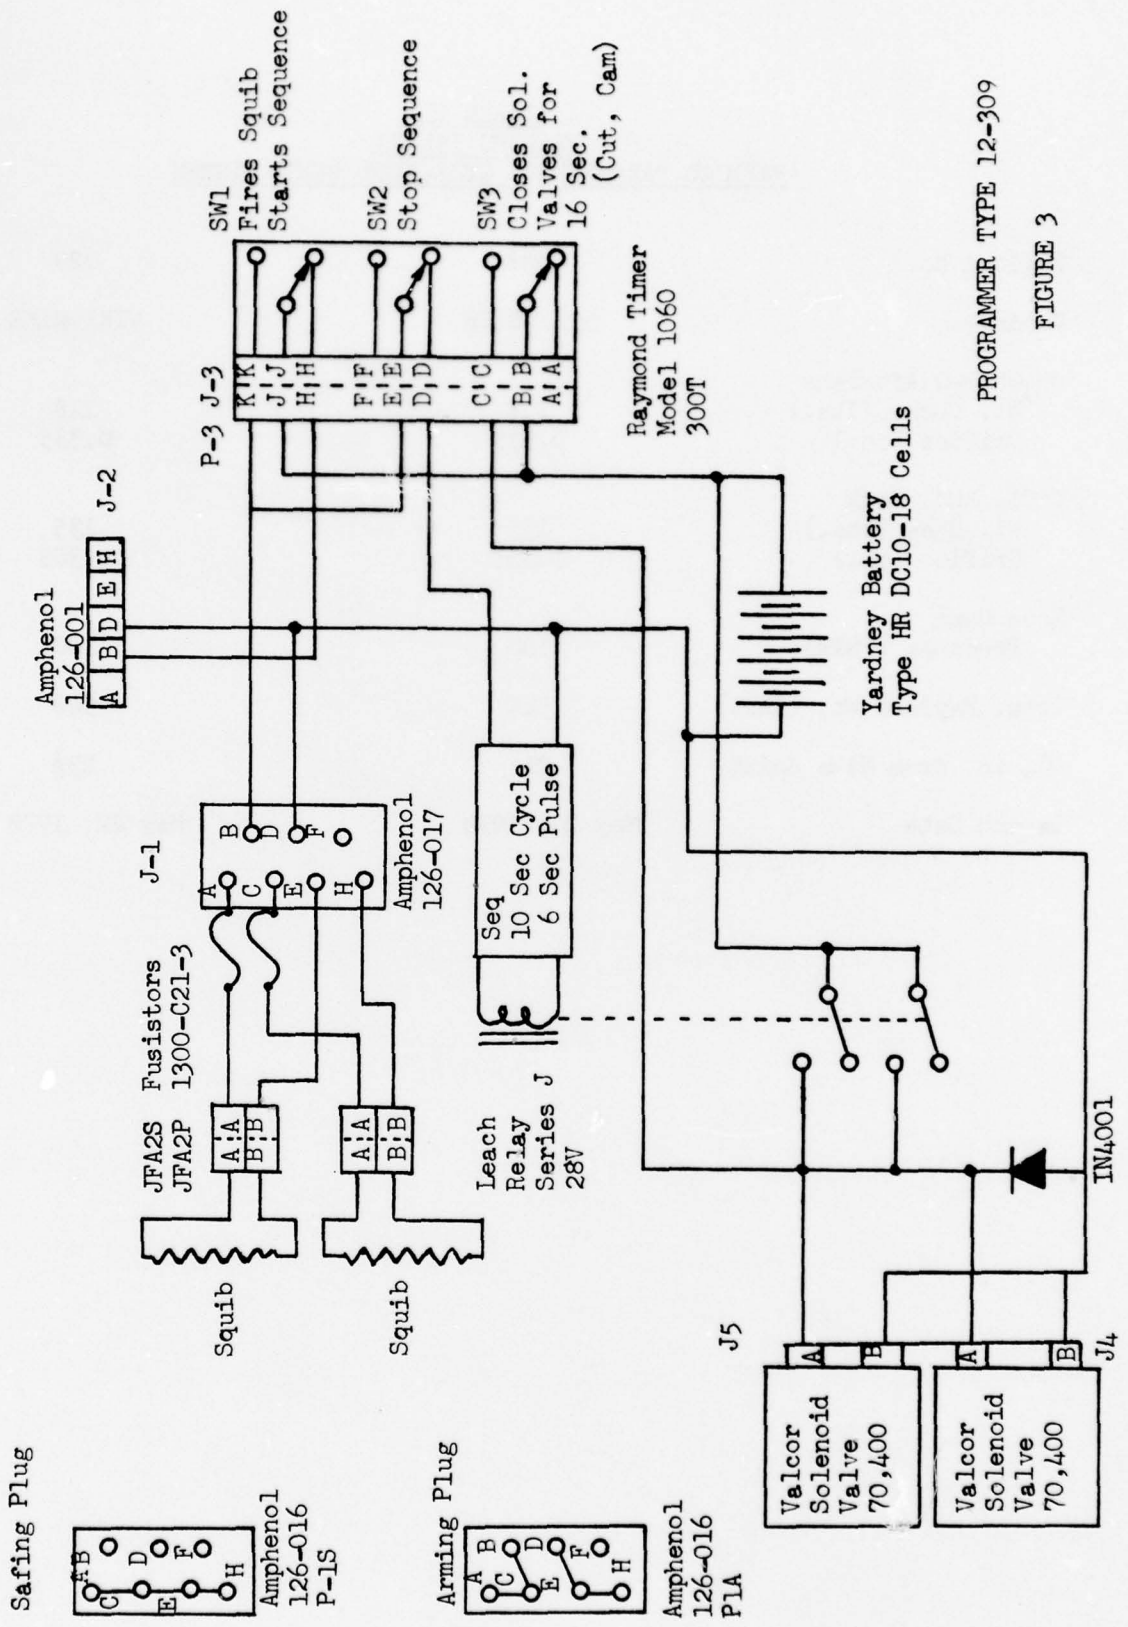 Safing Plug
A B
C D
E F
H
Amphenol
126-016
P-1S
Arming Plug
A B
C D
E F
H
Amphenol
126-016
P1A
Squib
Squib
JFA2S
JFA2P
A A
B B
A A
B B
Fusistors
1300-C21-3
J-1
A B
C D
E F
H
Amphenol
126-017
Amphenol
126-001
A B D E H
J-2
P-3 J-3
K K
J J
H H
F F
E E
D D
C C
B B
A A
SW1
Fires Squib
Starts Sequence
SW2
Stop Sequence
SW3
Closes Sol.
Valves for
16 Sec.
(Cut, Cam)
Raymond Timer
Model 1060
300T
Leach
Relay
Series J
28V
Seq
10 Sec Cycle
6 Sec Pulse
Yardney Battery
Type HR DC10-18 Cells
J5
A
B
Valcor
Solenoid
Valve
70,400
A
B
J4
Valcor
Solenoid
Valve
70,400
IN4001
PROGRAMMER TYPE 12-309
FIGURE 3